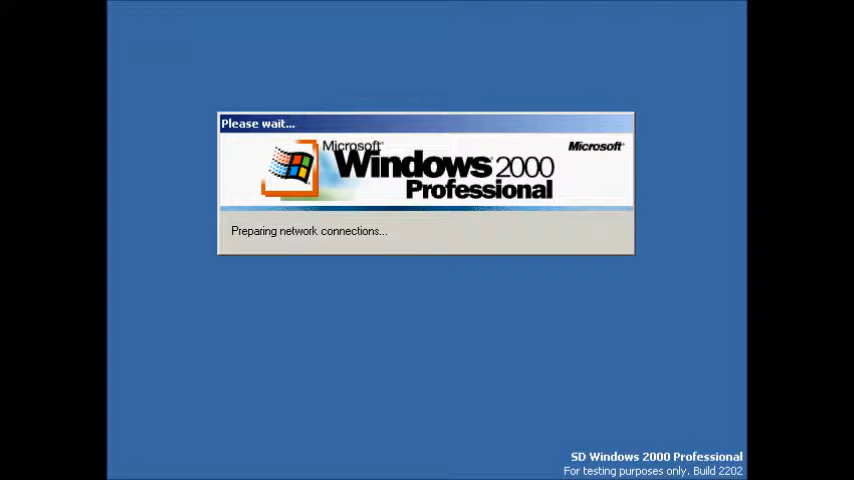 Please wait...
Microsoft®
Microsoft®
Windows® 2000
Professional
Preparing network connections...
SD Windows 2000 Professional
For testing purposes only. Build 2202